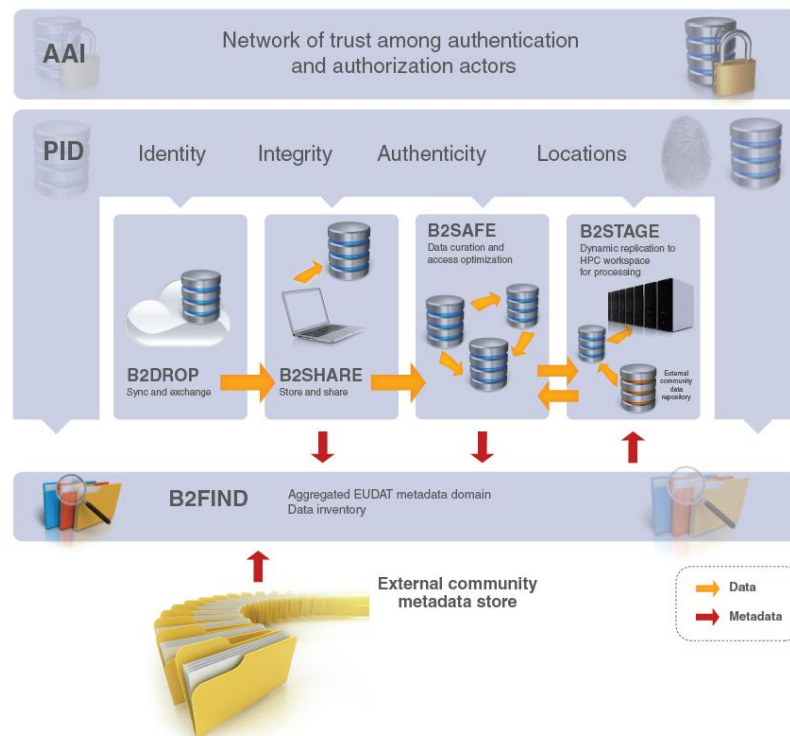 AAI
Network of trust among authentication
and authorization actors
PID
Identity
Integrity
Authenticity
Locations
B2DROP
Sync and exchange
B2SHARE
Store and share
B2SAFE
Data curation and
access optimization
B2STAGE
Dynamic replication to
HPC workspace
for processing
External
community
data
repository
B2FIND
Aggregated EUDAT metadata domain
Data inventory
External community
metadata store
Data
Metadata